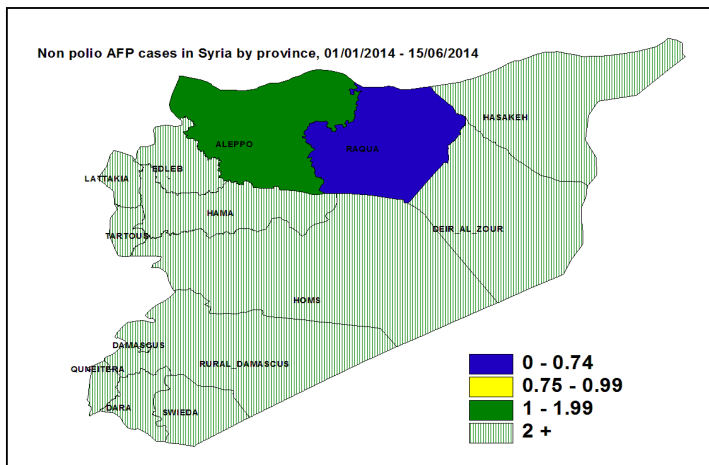 Non polio AFP cases in Syria by province, 01/01/2014 - 15/06/2014
HASAKEH
ALEPPO
RAQUA
EDLEB
LATTAKIA
HAMA
DEIR_AL_ZOUR
TARTOUS
HOMS
DAMASCUS
QUNEITERA
RURAL_DAMASCUS
DARA
SWIEDA
0 - 0.74
0.75 - 0.99
1 - 1.99
2 +